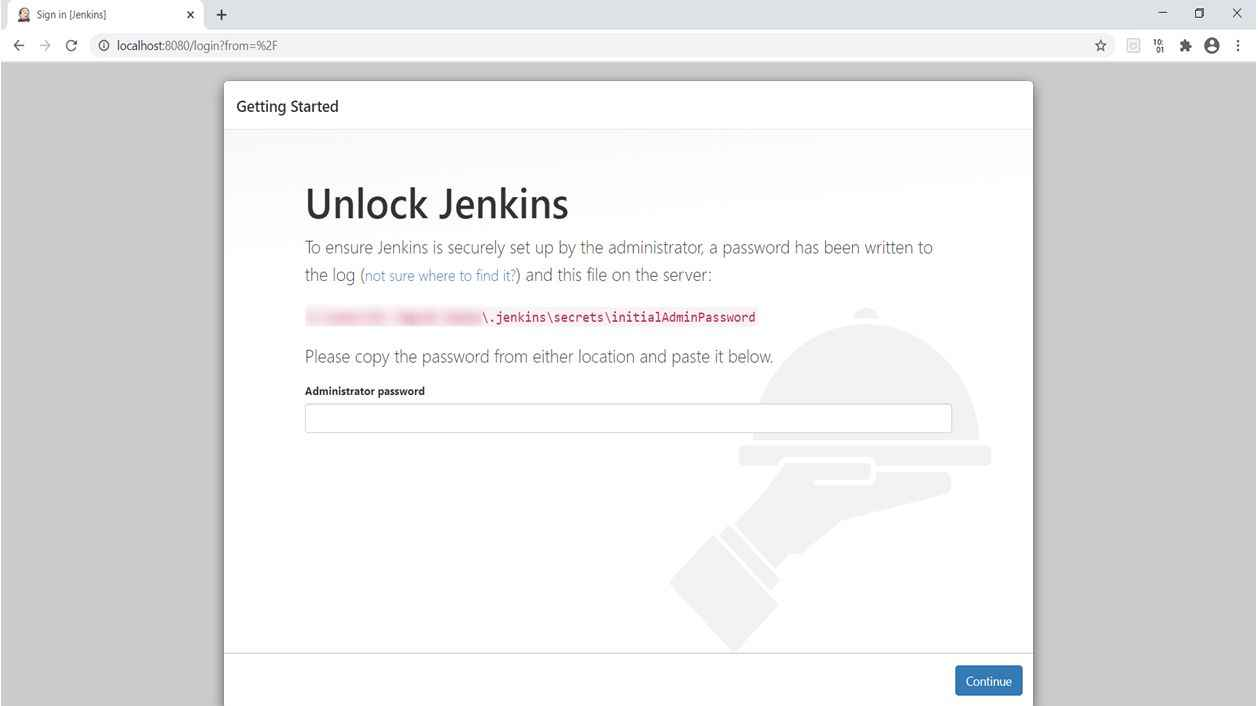 Sign in [Jenkins]
localhost:8080/login?from=%2F
10:
01
Getting Started
Unlock Jenkins
To ensure Jenkins is securely set up by the administrator, a password has been written to
the log (not sure where to find it?) and this file on the server:
\.jenkins\secrets\initialAdminPassword
Please copy the password from either location and paste it below.
Administrator password
Continue